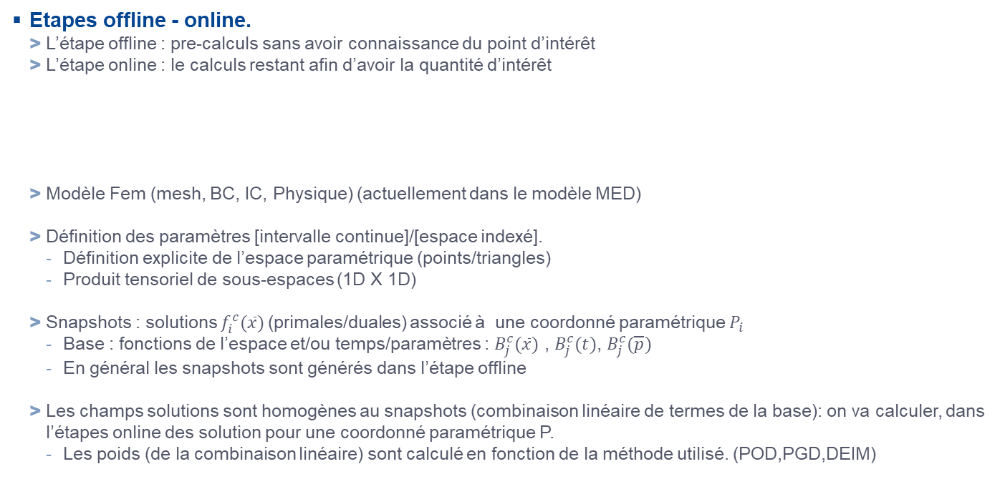 ▪ Etapes offline - online.
> L’étape offline : pre-calculs sans avoir connaissance du point d’intérêt
> L’étape online : le calculs restant afin d’avoir la quantité d’intérêt
> Modèle Fem (mesh, BC, IC, Physique) (actuellement dans le modèle MED)
> Définition des paramètres [intervalle continue]/[espace indexé].
- Définition explicite de l’espace paramétrique (points/triangles)
- Produit tensoriel de sous-espaces (1D X 1D)
> Snapshots : solutions $f_i^c(\bar{x})$ (primales/duales) associé à une coordonné paramétrique $P_i$
- Base : fonctions de l’espace et/ou temps/paramètres : $B_j^c(\bar{x})$ , $B_j^c(t)$, $B_j^c(\overline{p})$
- En général les snapshots sont générés dans l’étape offline
> Les champs solutions sont homogènes au snapshots (combinaison linéaire de termes de la base): on va calculer, dans
l’étapes online des solution pour une coordonné paramétrique P.
- Les poids (de la combinaison linéaire) sont calculé en fonction de la méthode utilisé. (POD,PGD,DEIM)